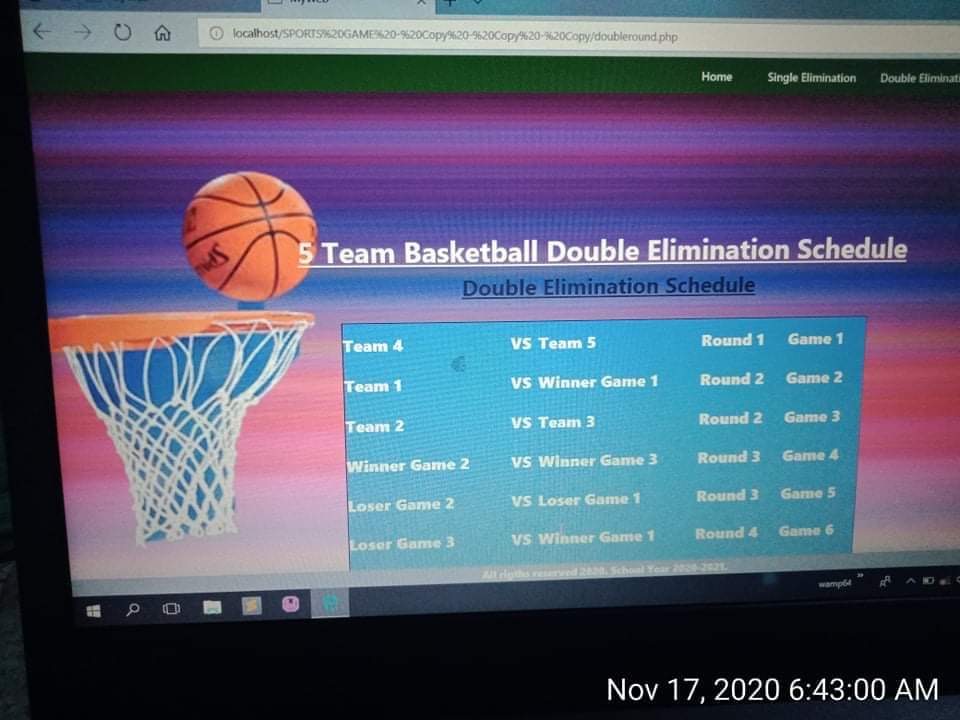 MyWeb
localhost/SPORTS%20GAME%20-%20Copy%20-%20Copy%20-%20Copy/doubleround.php
Home Single Elimination Double Eliminati
5 Team Basketball Double Elimination Schedule
Double Elimination Schedule
Team 4 VS Team 5 Round 1 Game 1
Team 1 VS Winner Game 1 Round 2 Game 2
Team 2 VS Team 3 Round 2 Game 3
Winner Game 2 VS Winner Game 3 Round 3 Game 4
Loser Game 2 VS Loser Game 1 Round 3 Game 5
Loser Game 3 VS Winner Game 1 Round 4 Game 6
All rigths reserved 2020. School Year 2020-2021.
wamp64
Nov 17, 2020 6:43:00 AM